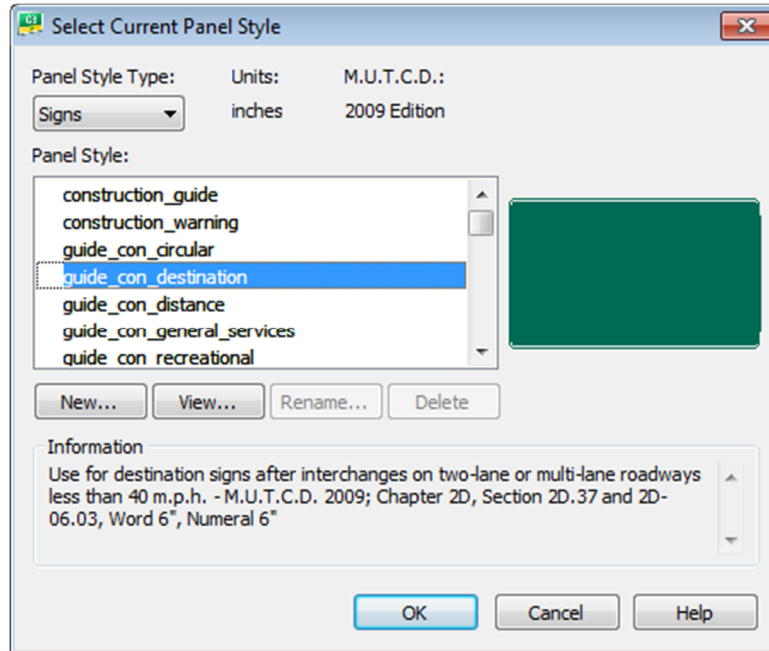 Select Current Panel Style
Panel Style Type: Units: M.U.T.C.D.:
Signs inches 2009 Edition
Panel Style:
construction_guide
construction_warning
guide_con_circular
guide_con_destination
guide_con_distance
guide_con_general_services
guide_con_recreational
New... View... Rename... Delete
Information
Use for destination signs after interchanges on two-lane or multi-lane roadways
less than 40 m.p.h. - M.U.T.C.D. 2009; Chapter 2D, Section 2D.37 and 2D-
06.03, Word 6", Numeral 6"
OK Cancel Help